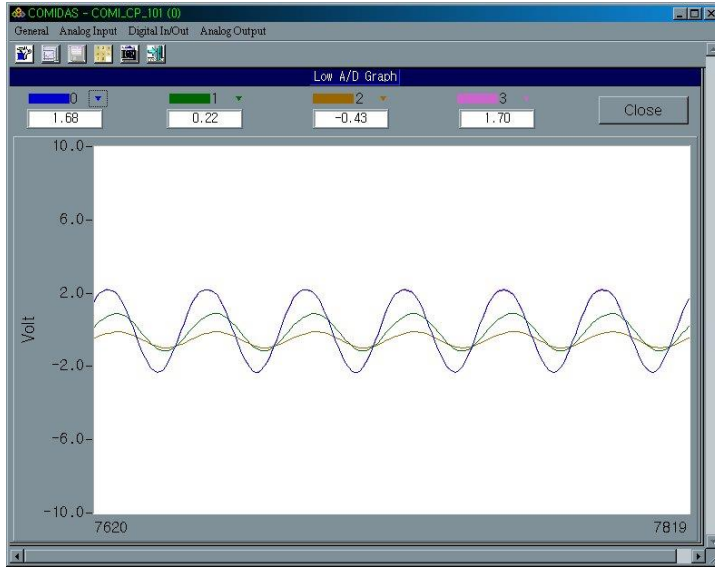 COMIDAS - COMI_CP_101 (0)
General Analog Input Digital In/Out Analog Output
Low A/D Graph
0 1 2 3
Close
1.68 0.22 -0.43 1.70
10.0
6.0
2.0
Volt
-2.0
-6.0
-10.0
7620 7819